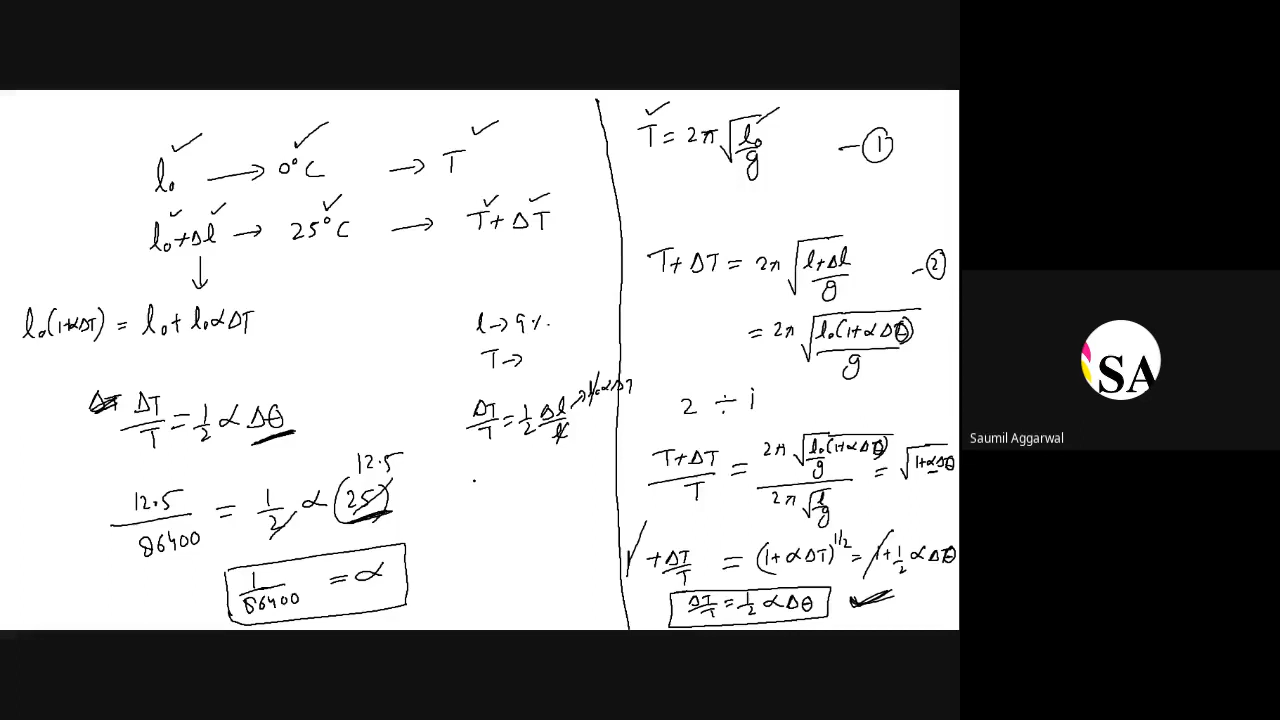 l₀ → 0°C → T
l₀+Δl → 25°C → T+ΔT
↓
l₀(1+αΔT) = l₀ + l₀αΔT
l → 9%
T →
ΔT/T = 1/2 αΔθ
ΔT/T = 1/2 Δl/l → l₀αΔT
12.5
12.5/86400 = 1/2 α (25)
1/86400 = α
T = 2π√(l₀/g) – ①
T+ΔT = 2π√((l+Δl)/g) – ②
= 2π√(l₀(1+αΔθ)/g)
2 ÷ 1
(T+ΔT)/T = 2π√(l₀(1+αΔθ)/g) / 2π√(l/g) = √(1+αΔθ)
1 + ΔT/T = (1+αΔT)^1/2 = 1 + 1/2 αΔθ
ΔT/T = 1/2 αΔθ
SA
Saumil Aggarwal